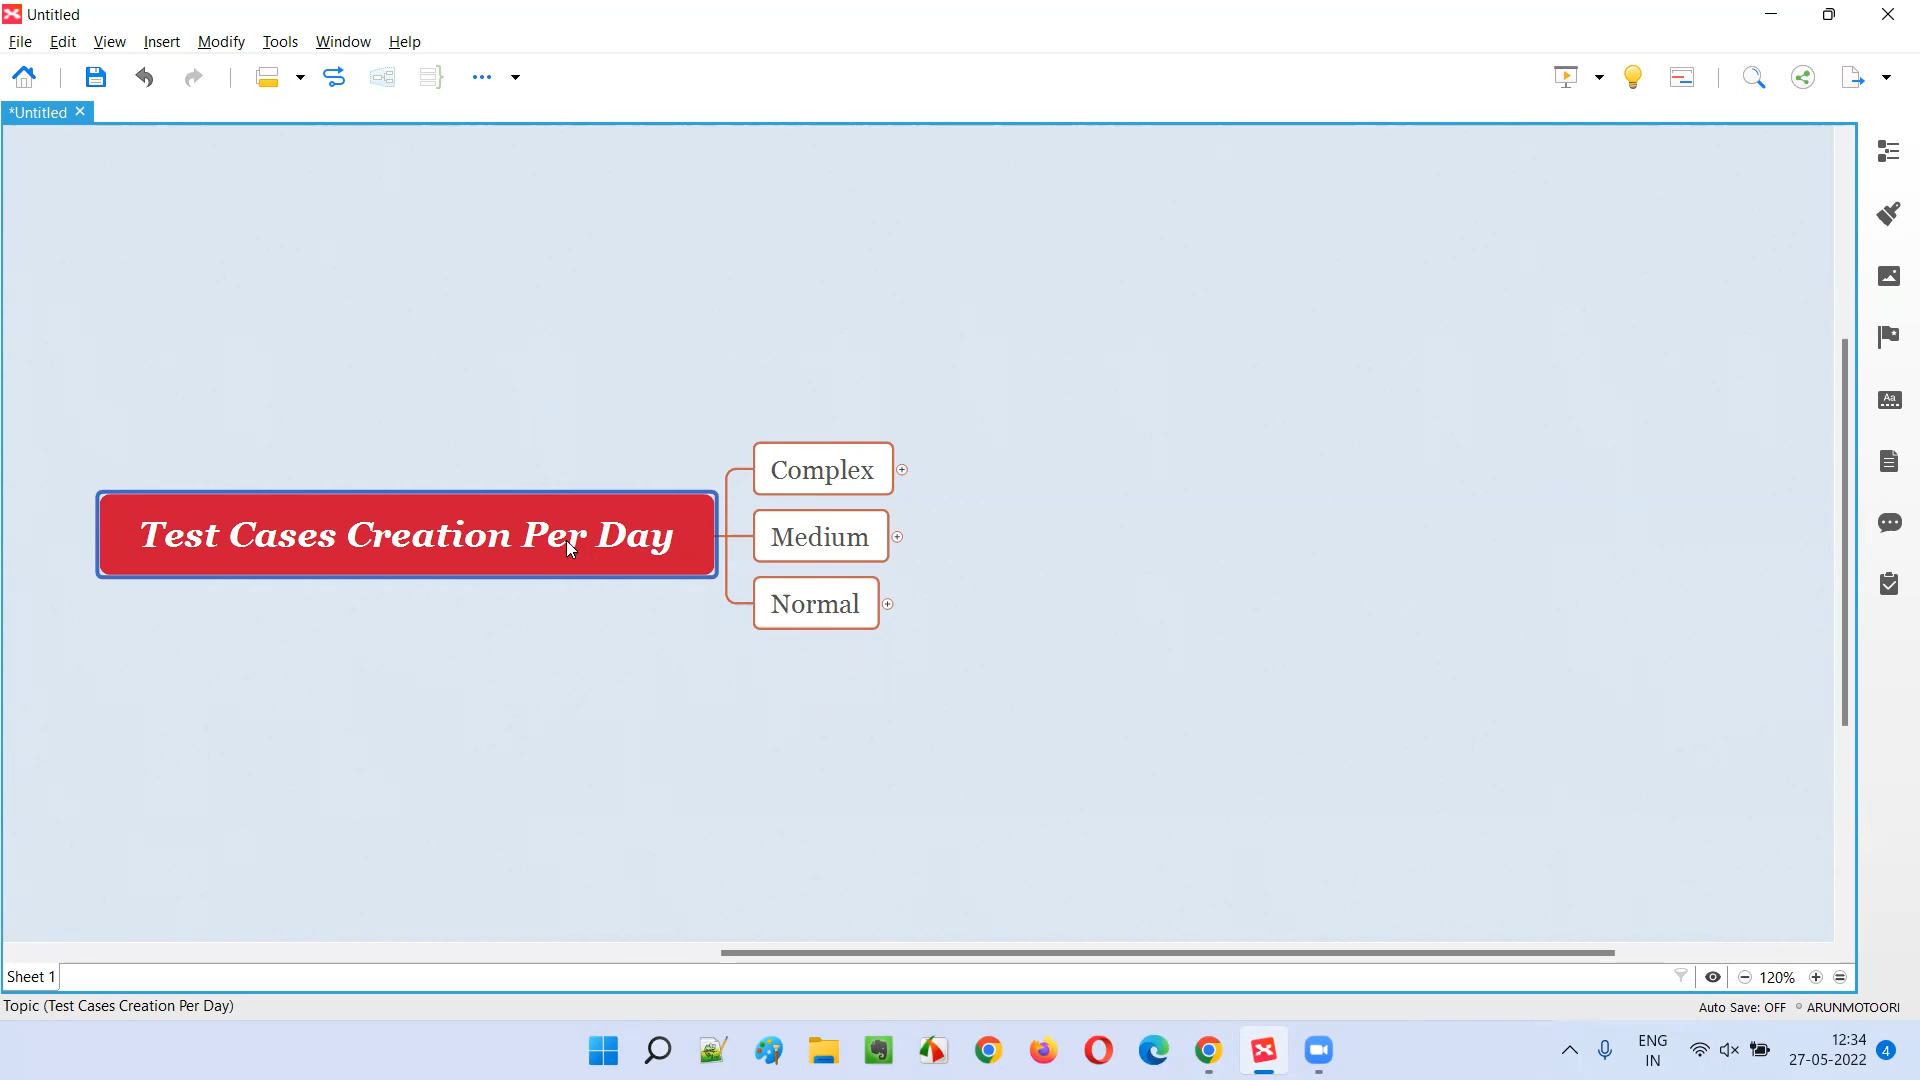 Untitled
File Edit View Insert Modify Tools Window Help
*Untitled
Complex
Test Cases Creation Per Day
Medium
Normal
Aa
Sheet 1
120%
Topic (Test Cases Creation Per Day)
Auto Save: OFF
ARUNMOTOORI
ENG
IN
12:34
27-05-2022
4